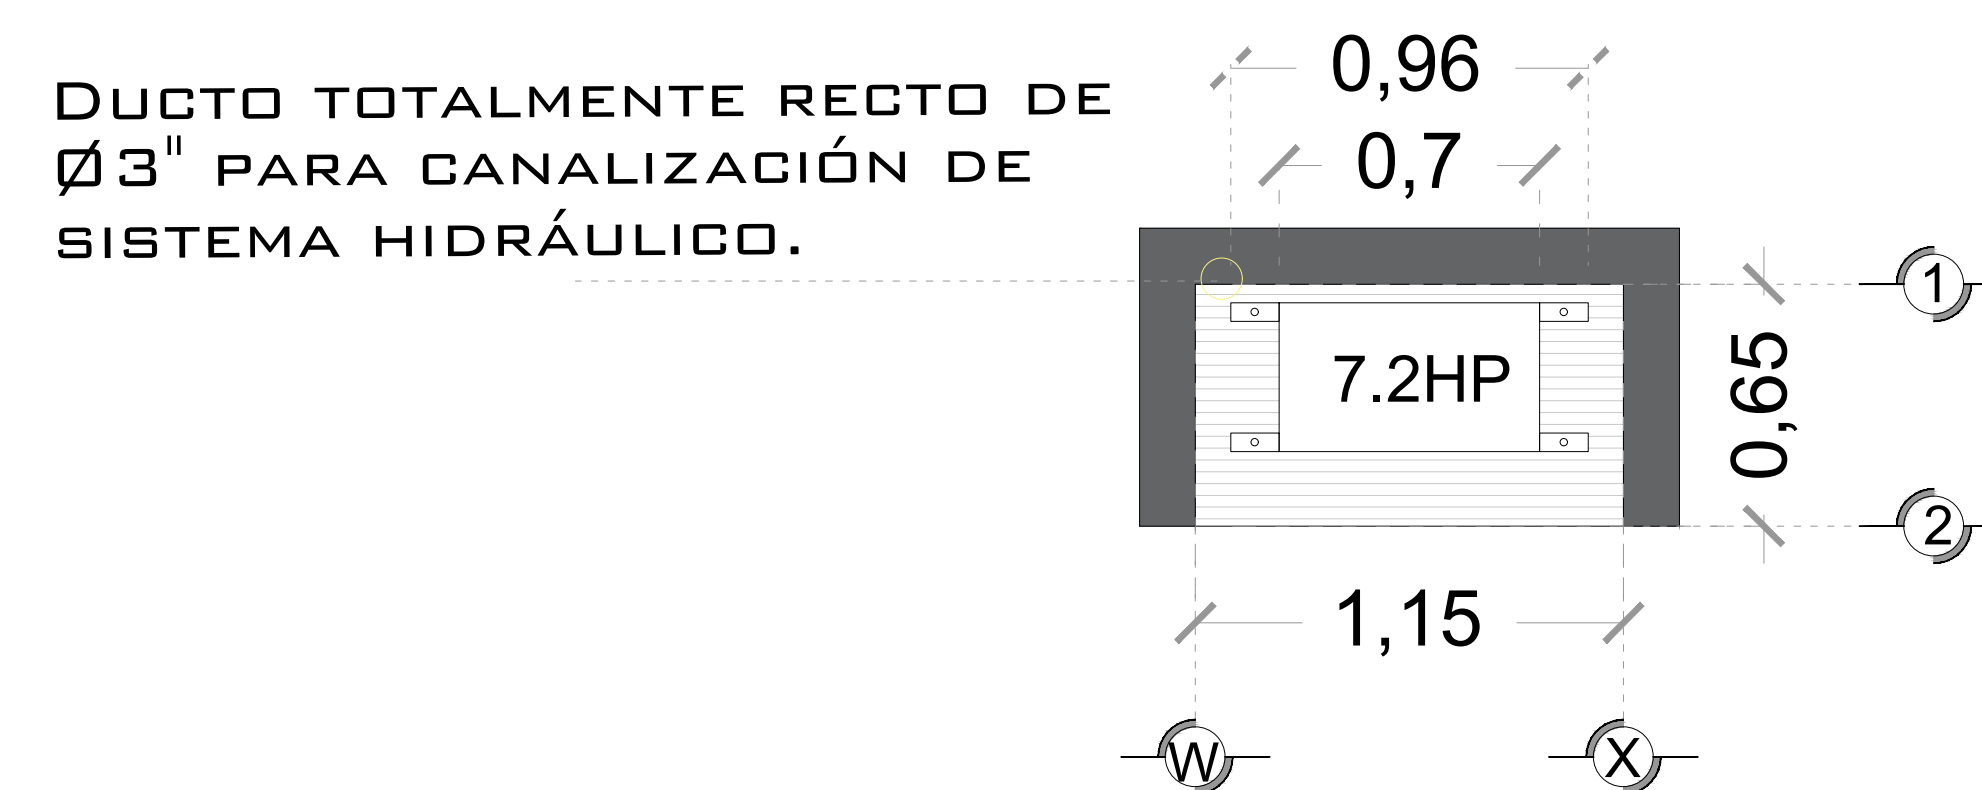 DUCTO TOTALMENTE RECTO DE
Ø3" PARA CANALIZACIÓN DE
SISTEMA HIDRÁULICO.
0,96
0,7
7.2HP
0,65
1,15
1
2
W
X